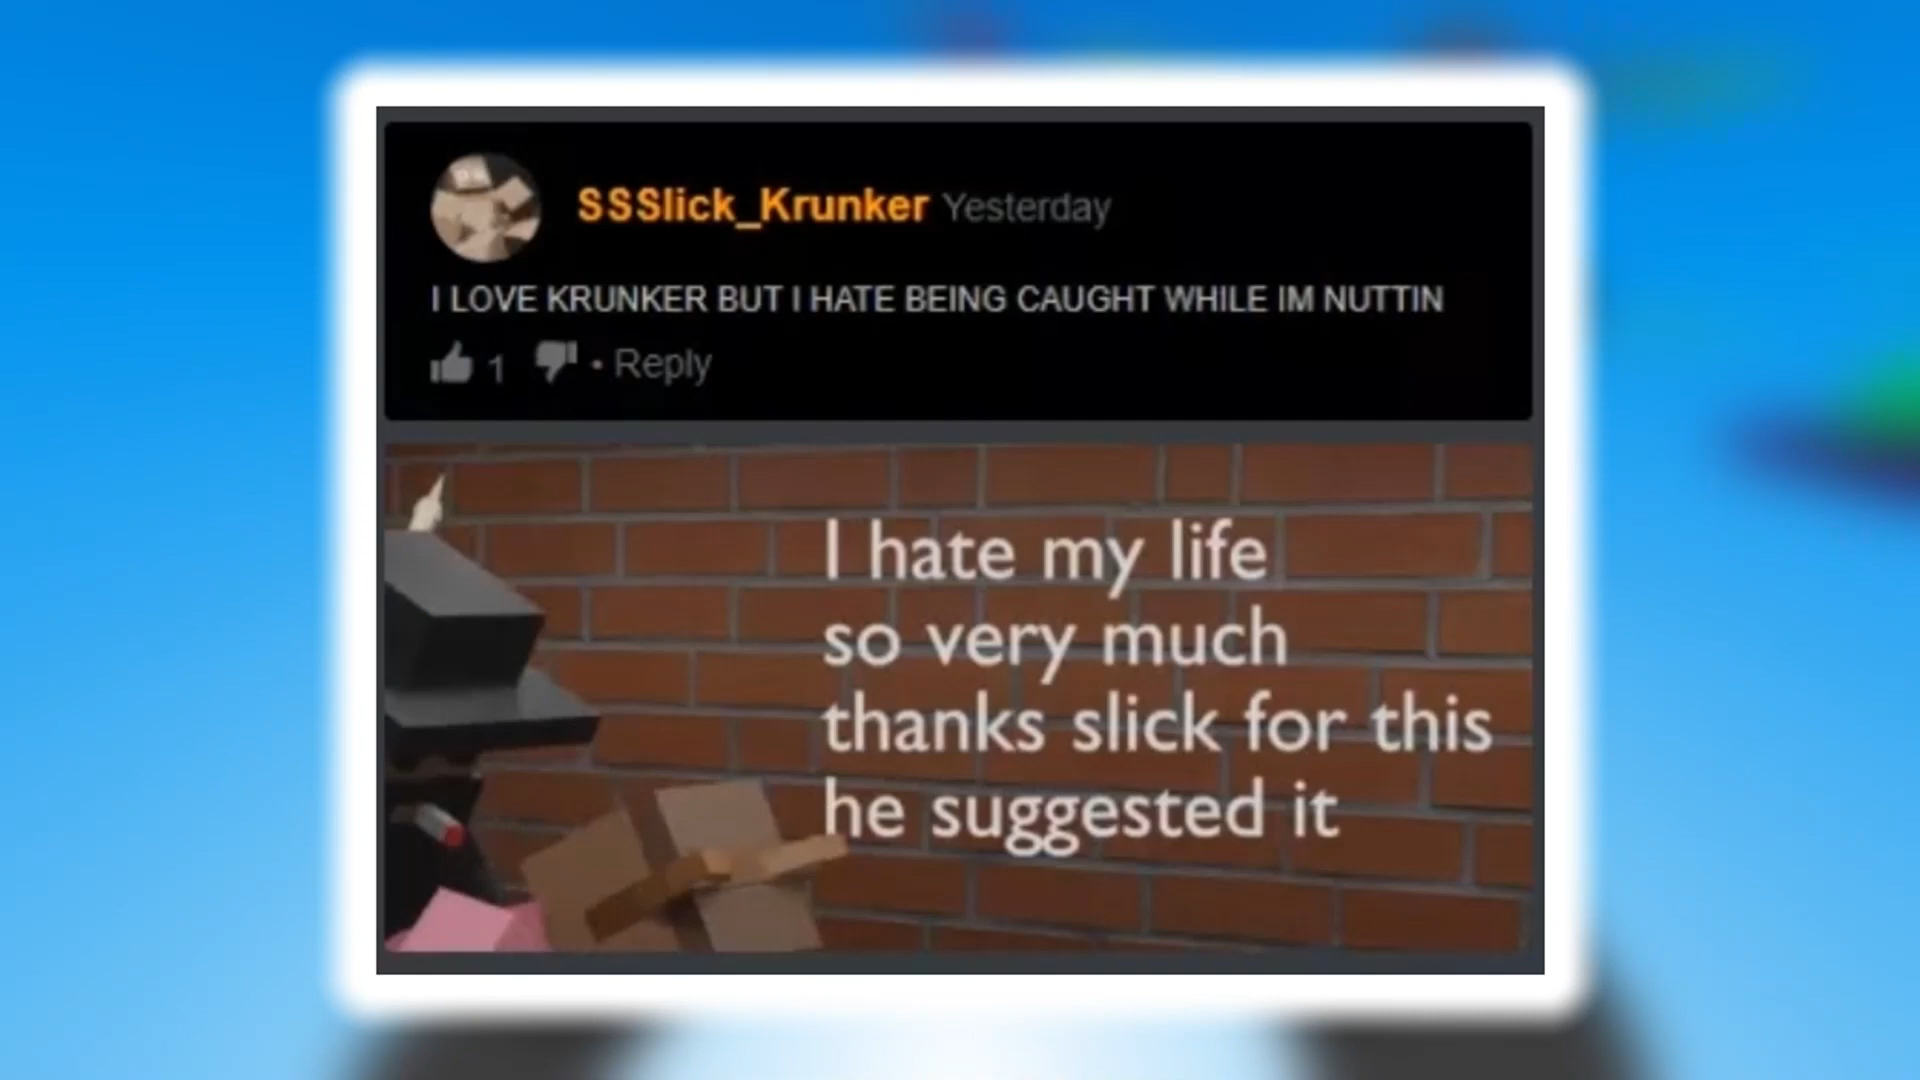 SSSlick_Krunker Yesterday
I LOVE KRUNKER BUT I HATE BEING CAUGHT WHILE IM NUTTIN
1 • Reply
I hate my life
so very much
thanks slick for this
he suggested it